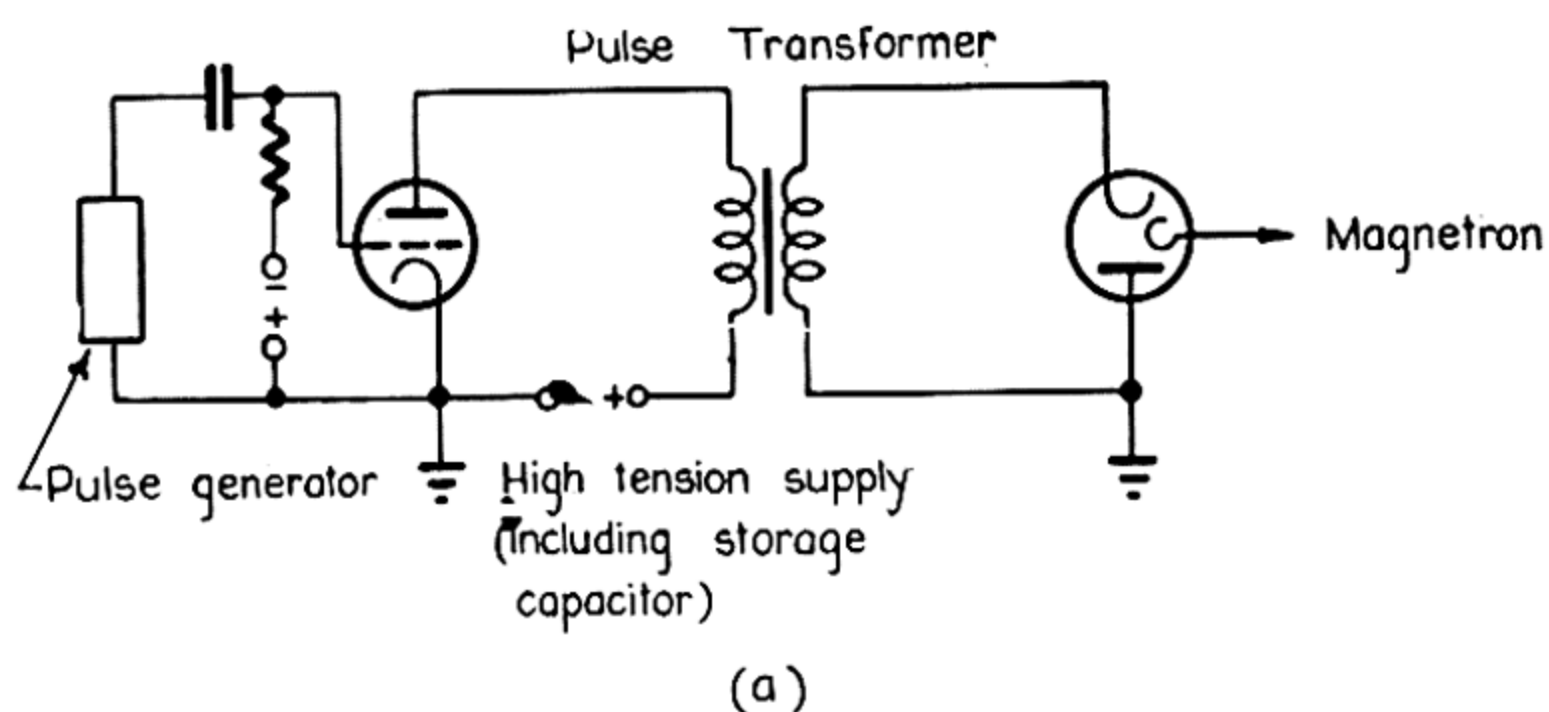 Pulse Transformer
Magnetron
- +
+
Pulse generator
High tension supply
(Including storage
capacitor)
(a)